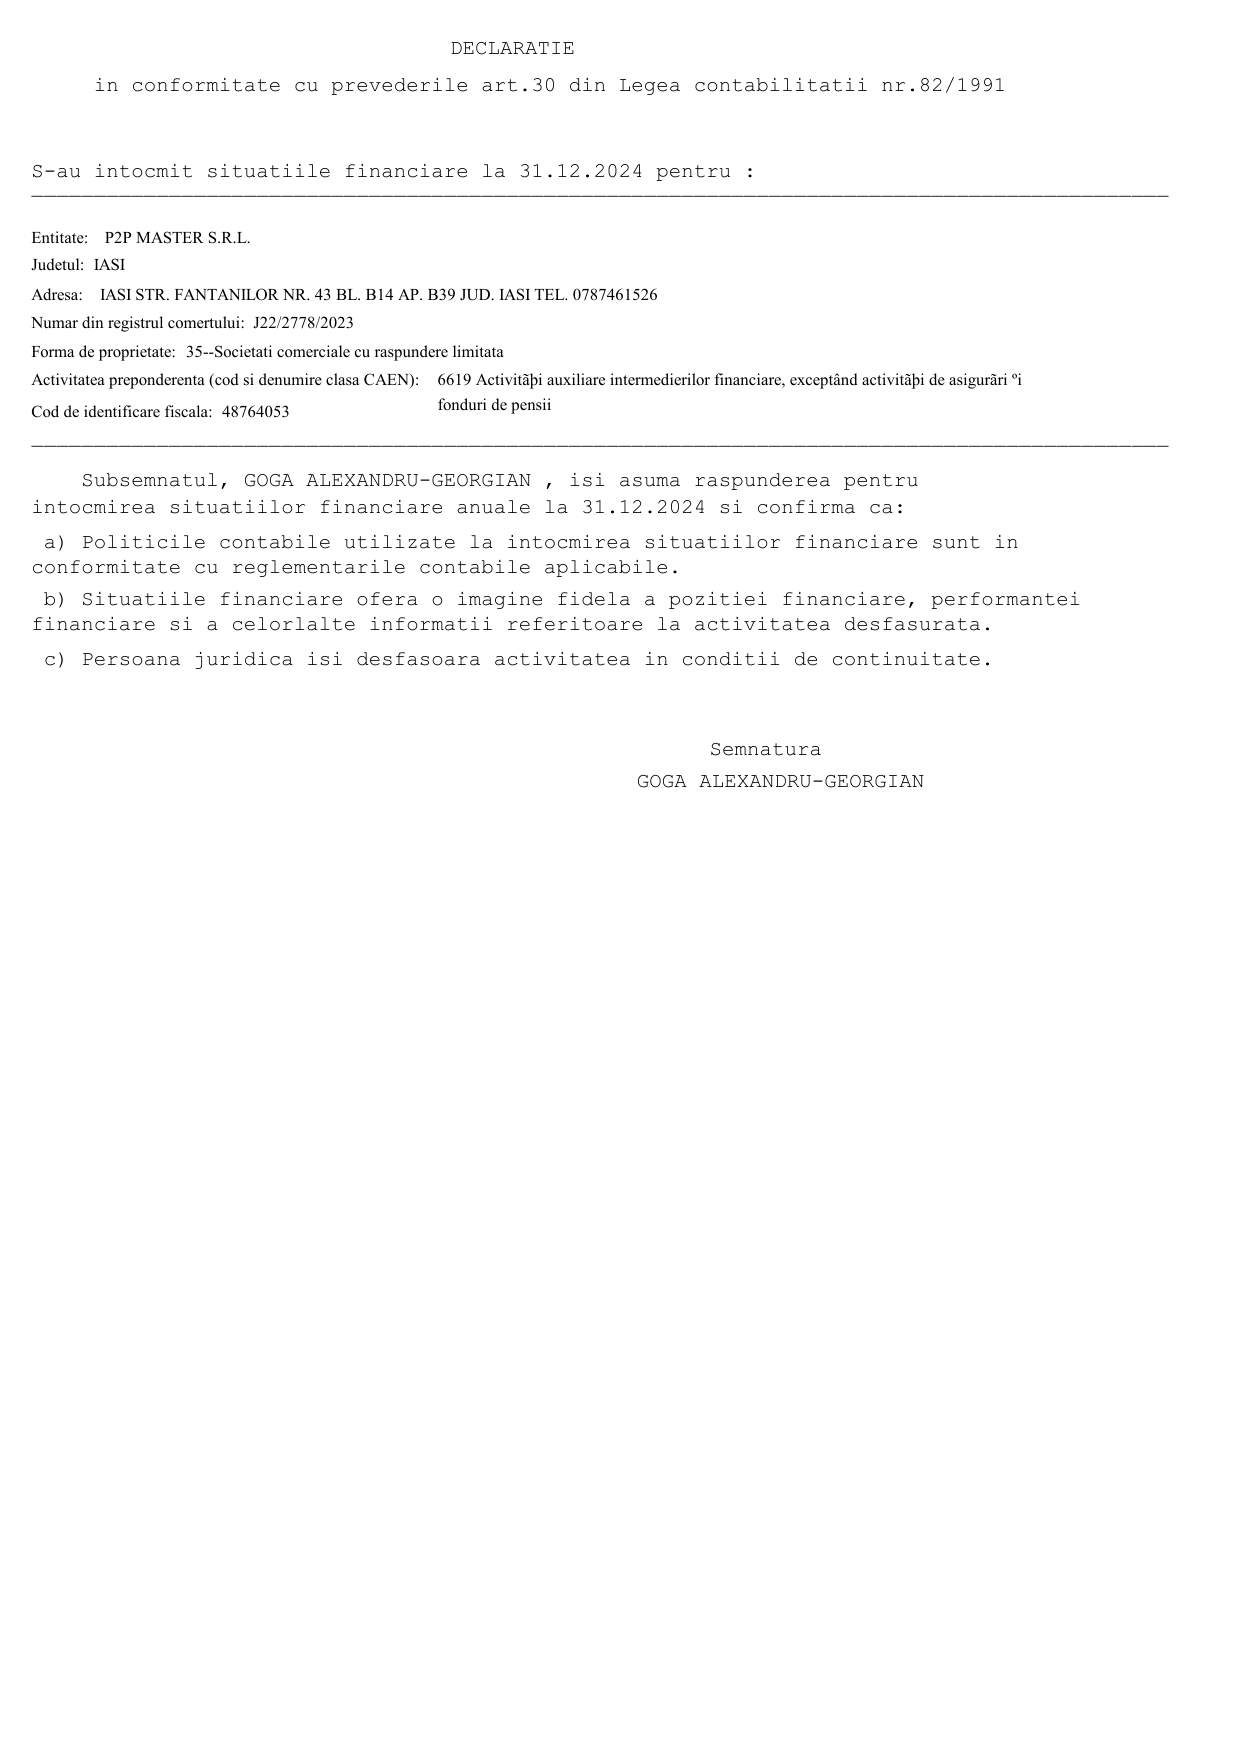 DECLARATIE
in conformitate cu prevederile art.30 din Legea contabilitatii nr.82/1991
S-au intocmit situatiile financiare la 31.12.2024 pentru :
Entitate: P2P MASTER S.R.L.
Judetul: IASI
Adresa: IASI STR. FANTANILOR NR. 43 BL. B14 AP. B39 JUD. IASI TEL. 0787461526
Numar din registrul comertului: J22/2778/2023
Forma de proprietate: 35--Societati comerciale cu raspundere limitata
Activitatea preponderenta (cod si denumire clasa CAEN): 6619 Activitãþi auxiliare intermedierilor financiare, exceptând activitãþi de asigurãri ºi
fonduri de pensii
Cod de identificare fiscala: 48764053
Subsemnatul, GOGA ALEXANDRU-GEORGIAN , isi asuma raspunderea pentru
intocmirea situatiilor financiare anuale la 31.12.2024 si confirma ca:
a) Politicile contabile utilizate la intocmirea situatiilor financiare sunt in
conformitate cu reglementarile contabile aplicabile.
b) Situatiile financiare ofera o imagine fidela a pozitiei financiare, performantei
financiare si a celorlalte informatii referitoare la activitatea desfasurata.
c) Persoana juridica isi desfasoara activitatea in conditii de continuitate.
Semnatura
GOGA ALEXANDRU-GEORGIAN